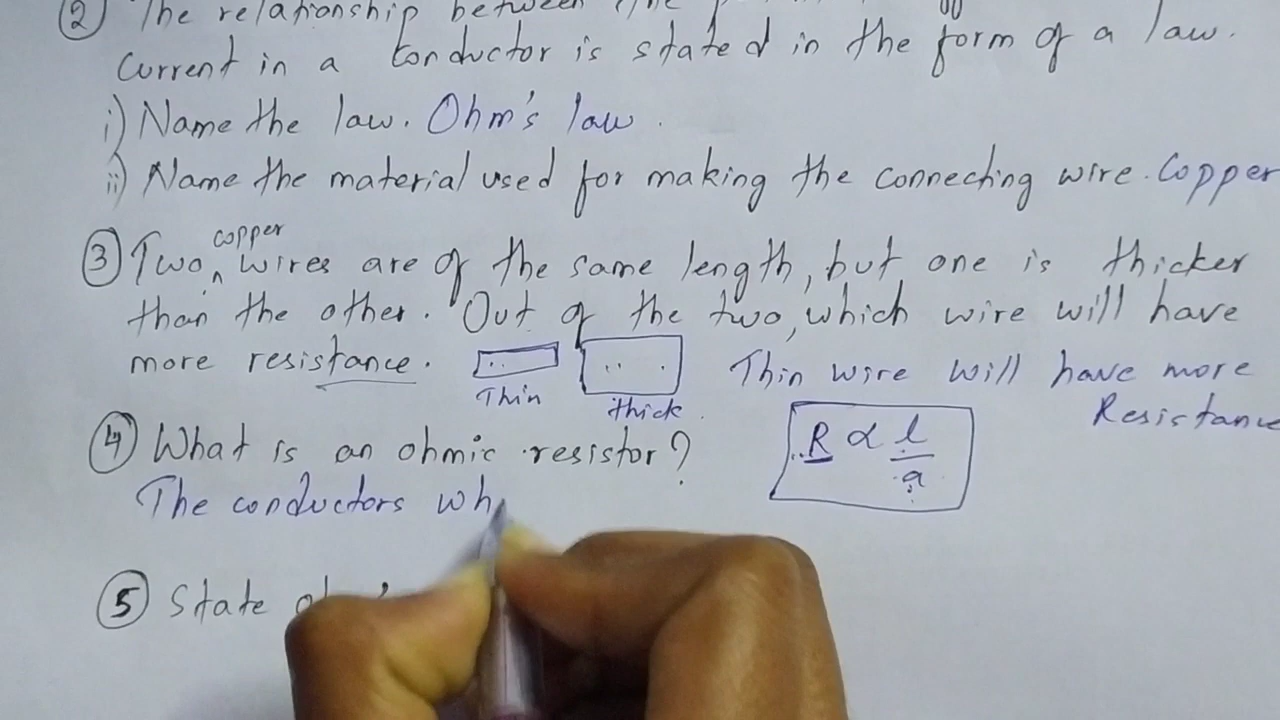 ② The relationship between the
current in a conductor is stated in the form of a law.
i) Name the law. Ohm's law.
ii) Name the material used for making the connecting wire. Copper
③ Two copper wires are of the same length, but one is thicker
than the other. Out of the two, which wire will have
more resistance. Thin wire will have more
Resistance
Thin
thick
④ What is an ohmic resistor?
R ∝ l/a
The conductors wh
⑤ State